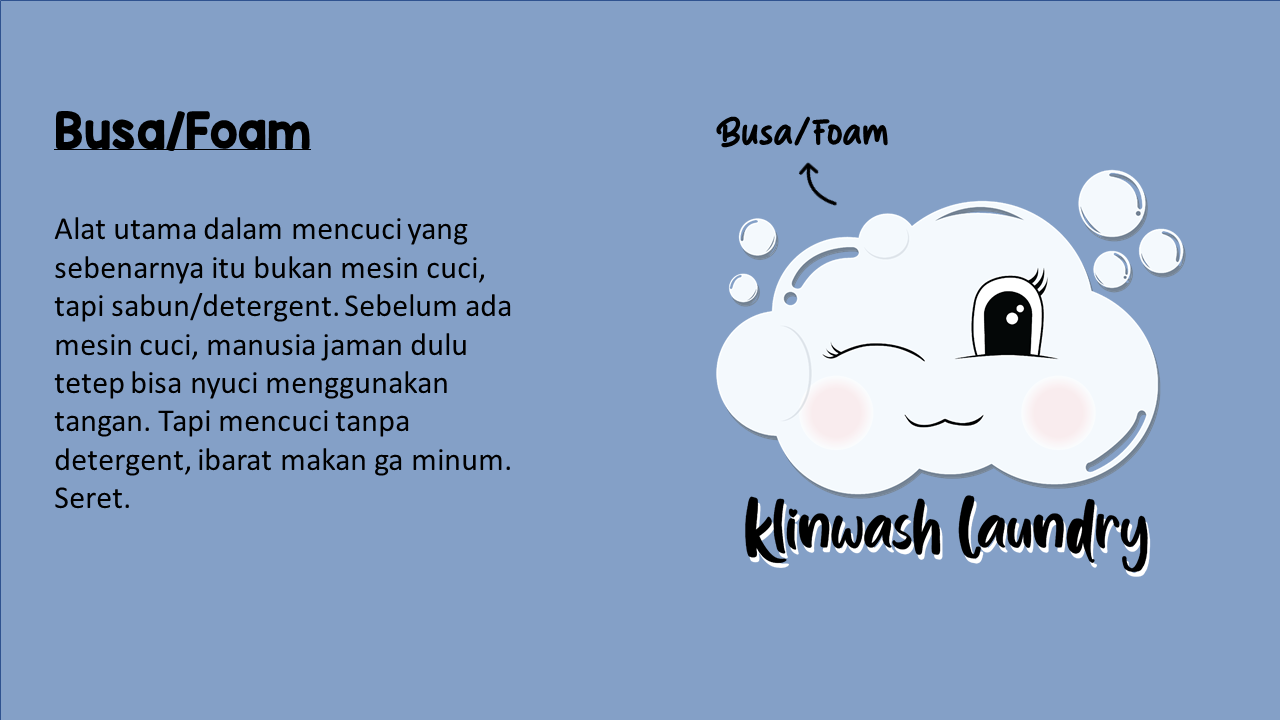 Busa/Foam
Alat utama dalam mencuci yang
sebenarnya itu bukan mesin cuci,
tapi sabun/detergent. Sebelum ada
mesin cuci, manusia jaman dulu
tetep bisa nyuci menggunakan
tangan. Tapi mencuci tanpa
detergent, ibarat makan ga minum.
Seret.
Busa/Foam
klinwash laundry